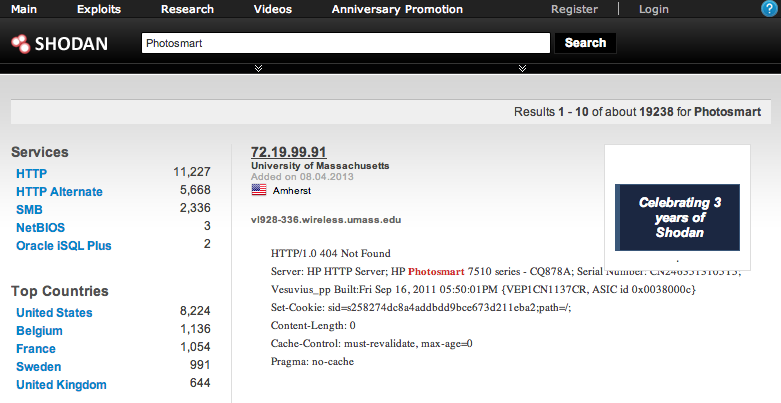 Main Exploits Research Videos Anniversary Promotion Register Login ?
SHODAN Photosmart Search
Results 1 - 10 of about 19238 for Photosmart
Services
HTTP 11,227
HTTP Alternate 5,668
SMB 2,336
NetBIOS 3
Oracle iSQL Plus 2
Top Countries
United States 8,224
Belgium 1,136
France 1,054
Sweden 991
United Kingdom 644
72.19.99.91
University of Massachusetts
Added on 08.04.2013
Amherst
vl928-336.wireless.umass.edu
HTTP/1.0 404 Not Found
Server: HP HTTP Server; HP Photosmart 7510 series - CQ878A; Serial Number:
Vesuvius_pp Built:Fri Sep 16, 2011 05:50:01PM {VEP1CN1137CR, ASIC id 0x0038000c}
Set-Cookie: sid=s258274dc8a4addbdd9bce673d211eba2;path=/;
Content-Length: 0
Cache-Control: must-revalidate, max-age=0
Pragma: no-cache
Celebrating 3
years of
Shodan
.